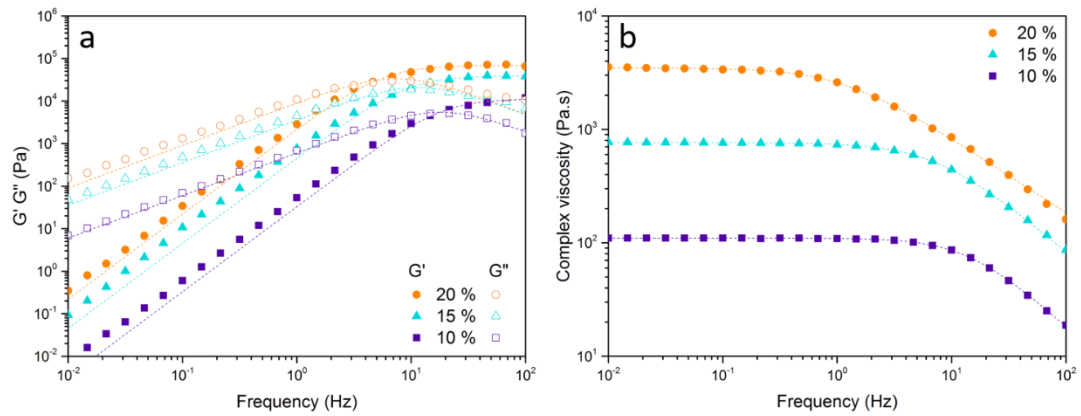 a
G' G'' (Pa)
10^6
10^5
10^4
10^3
10^2
10^1
10^0
10^-1
10^-2
G' G''
20 %
15 %
10 %
10^-2 10^-1 10^0 10^1 10^2
Frequency (Hz)
b
Complex viscosity (Pa.s)
10^4
10^3
10^2
10^1
20 %
15 %
10 %
10^-2 10^-1 10^0 10^1 10^2
Frequency (Hz)